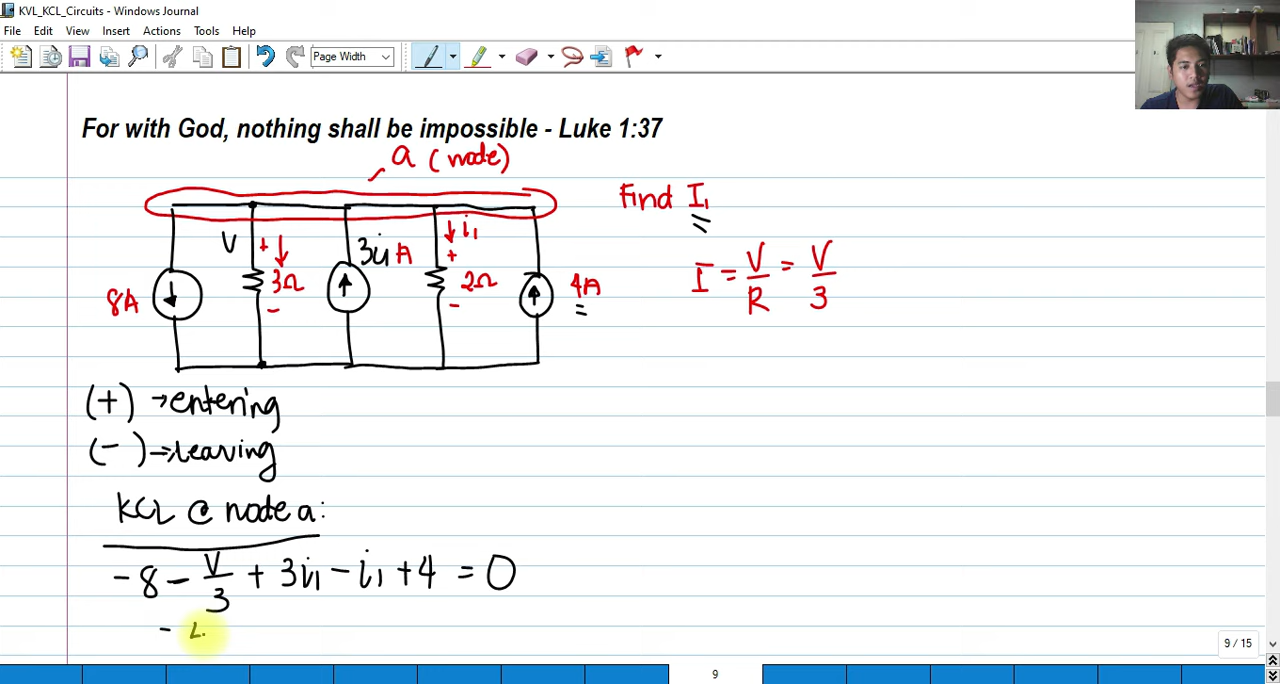 KVL_KCL_Circuits - Windows Journal
File Edit View Insert Actions Tools Help
Page Width
For with God, nothing shall be impossible - Luke 1:37
a (node)
Find I₁
8A
V
+
3Ω
-
3i₁ A
i₁
+
2Ω
-
4A
I = V/R = V/3
(+) → entering
(-) → leaving
KCL @ node a:
-8 - V/3 + 3i₁ - i₁ + 4 = 0
- 4
9 / 15
9